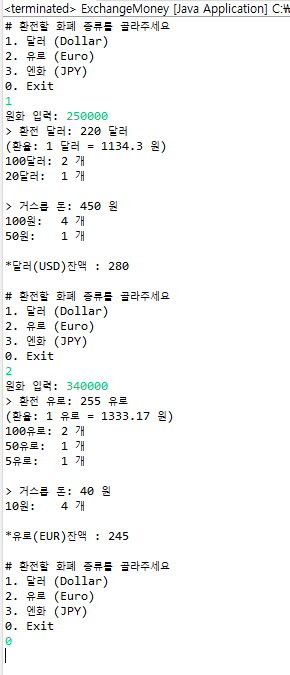 <terminated> ExchangeMoney [Java Application] C:₩
# 환전할 화폐 종류를 골라주세요
1. 달러 (Dollar)
2. 유로 (Euro)
3. 엔화 (JPY)
0. Exit
1
원화 입력: 250000
> 환전 달러: 220 달러
(환율: 1 달러 = 1134.3 원)
100달러: 2 개
20달러: 1 개
> 거스름 돈: 450 원
100원: 4 개
50원: 1 개
*달러(USD)잔액 : 280
# 환전할 화폐 종류를 골라주세요
1. 달러 (Dollar)
2. 유로 (Euro)
3. 엔화 (JPY)
0. Exit
2
원화 입력: 340000
> 환전 유로: 255 유로
(환율: 1 유로 = 1333.17 원)
100유로: 2 개
50유로: 1 개
5유로: 1 개
> 거스름 돈: 40 원
10원: 4 개
*유로(EUR)잔액 : 245
# 환전할 화폐 종류를 골라주세요
1. 달러 (Dollar)
2. 유로 (Euro)
3. 엔화 (JPY)
0. Exit
0